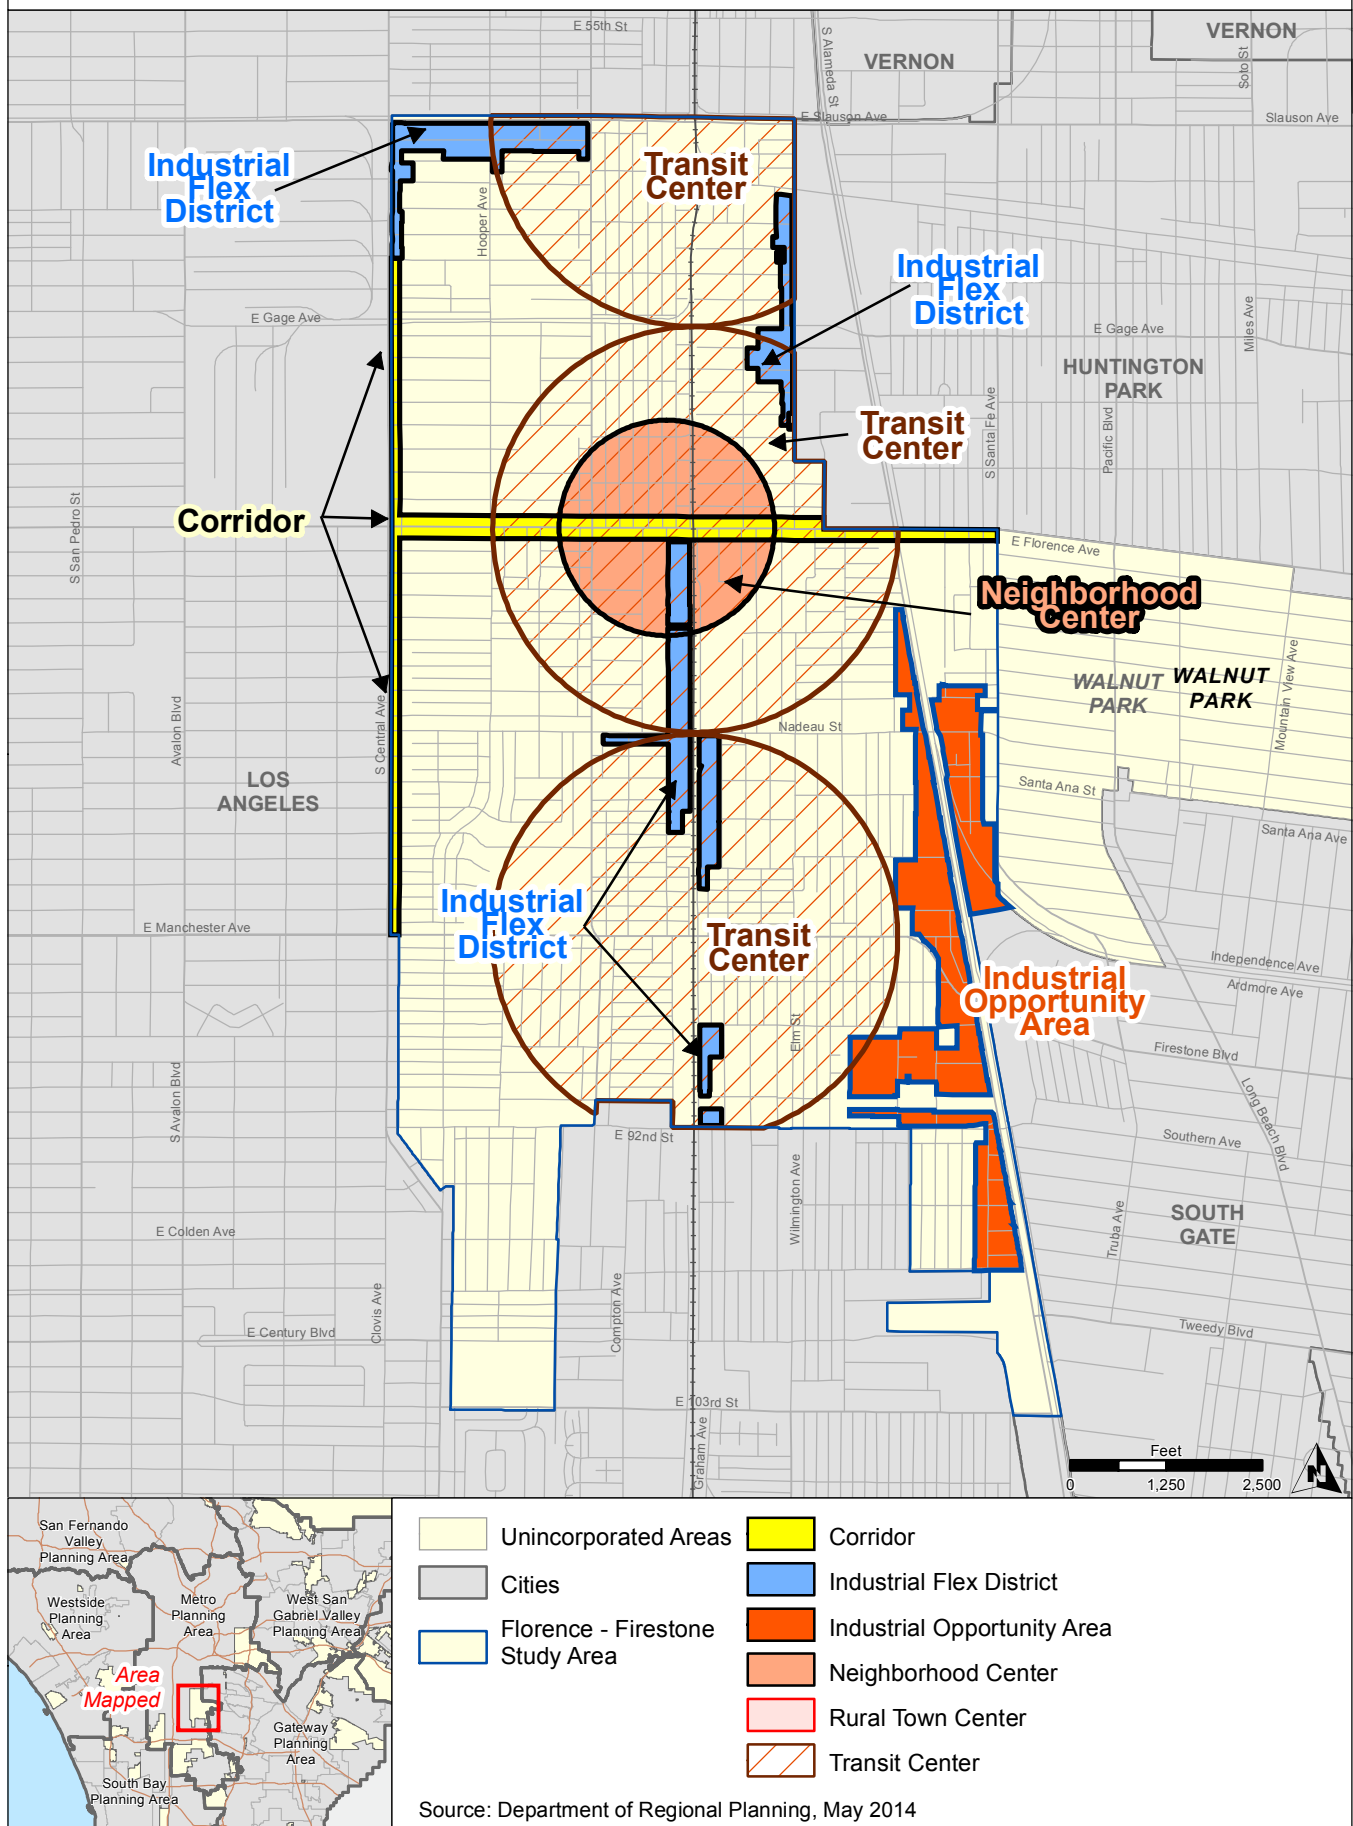 E 55th St
S Alameda St
VERNON
VERNON
Soto St
E Slauson Ave
Slauson Ave
Industrial
Flex
District
Transit
Center
Hooper Ave
Industrial
Flex
District
E Gage Ave
E Gage Ave
Miles Ave
HUNTINGTON
PARK
S Santa Fe Ave
Pacific Blvd
Transit
Center
S San Pedro St
Corridor
E Florence Ave
Neighborhood
Center
WALNUT
PARK
WALNUT
PARK
Mountain View Ave
Avalon Blvd
S Central Ave
Nadeau St
LOS
ANGELES
Santa Ana St
Santa Ana Ave
Industrial
Flex
District
Transit
Center
E Manchester Ave
Independence Ave
Ardmore Ave
Industrial
Opportunity
Area
Elm St
Firestone Blvd
Long Beach Blvd
S Avalon Blvd
E 92nd St
Southern Ave
Wilmington Ave
Truba Ave
SOUTH
GATE
E Colden Ave
Clovis Ave
Compton Ave
E Century Blvd
Tweedy Blvd
E 103rd St
Graham Ave
Feet
0 1,250 2,500
N
San Fernando
Valley
Planning Area
Westside
Planning
Area
Metro
Planning
Area
West San
Gabriel Valley
Planning Area
Area
Mapped
Gateway
Planning
Area
South Bay
Planning Area
Unincorporated Areas
Cities
Florence - Firestone
Study Area
Corridor
Industrial Flex District
Industrial Opportunity Area
Neighborhood Center
Rural Town Center
Transit Center
Source: Department of Regional Planning, May 2014